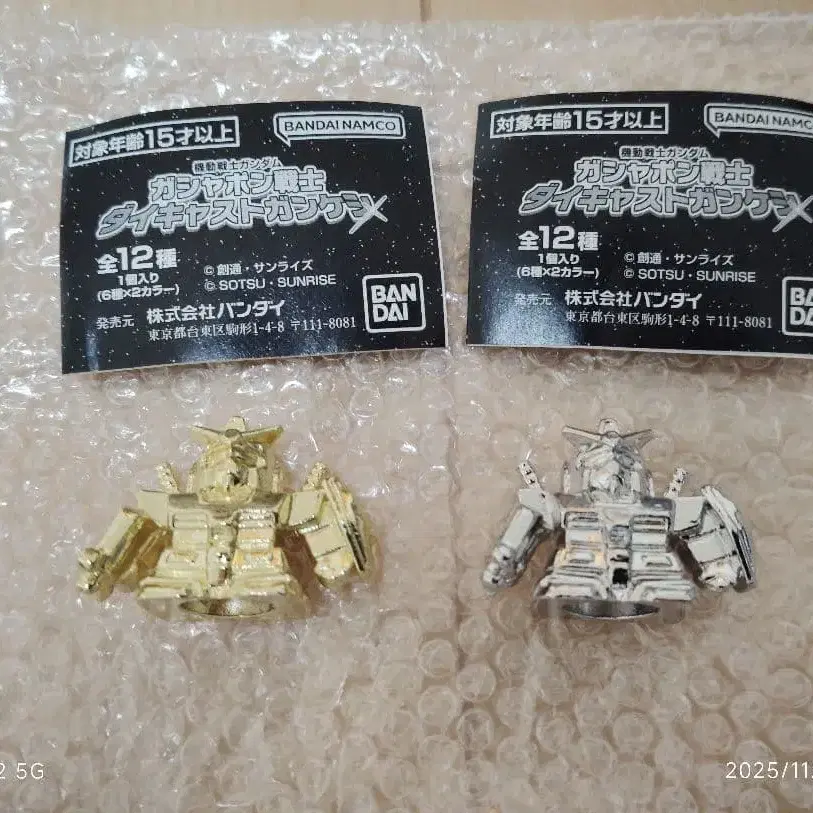 対象年齢15才以上
BANDAI NAMCO
機動戦士ガンダム
ガシャポン戦士
ダイキャストガンケシX
全12種
1個入り
(6種×2カラー)
©創通・サンライズ
©SOTSU・SUNRISE
発売元 株式会社バンダイ
東京都台東区駒形1-4-8 〒111-8081
BAN
DAI
対象年齢15才以上
BANDAI NAMCO
機動戦士ガンダム
ガシャポン戦士
ダイキャストガンケシX
全12種
1個入り
(6種×2カラー)
©創通・サンライズ
©SOTSU・SUNRISE
発売元 株式会社バンダイ
東京都台東区駒形1-4-8 〒111-8081
2 5G
2025/11